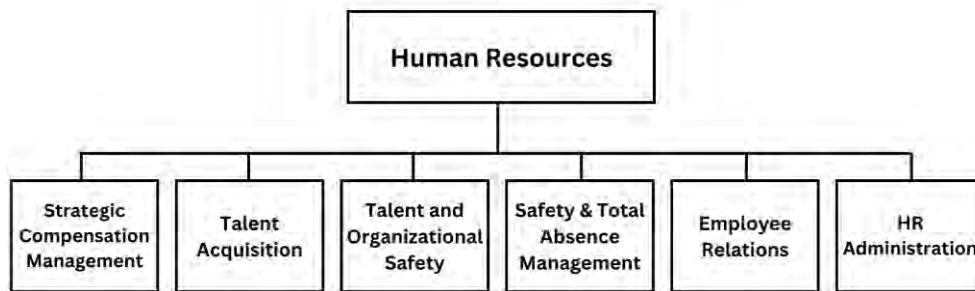 Human Resources
Strategic
Compensation
Management
Talent
Acquisition
Talent and
Organizational
Safety
Safety & Total
Absence
Management
Employee
Relations
HR
Administration